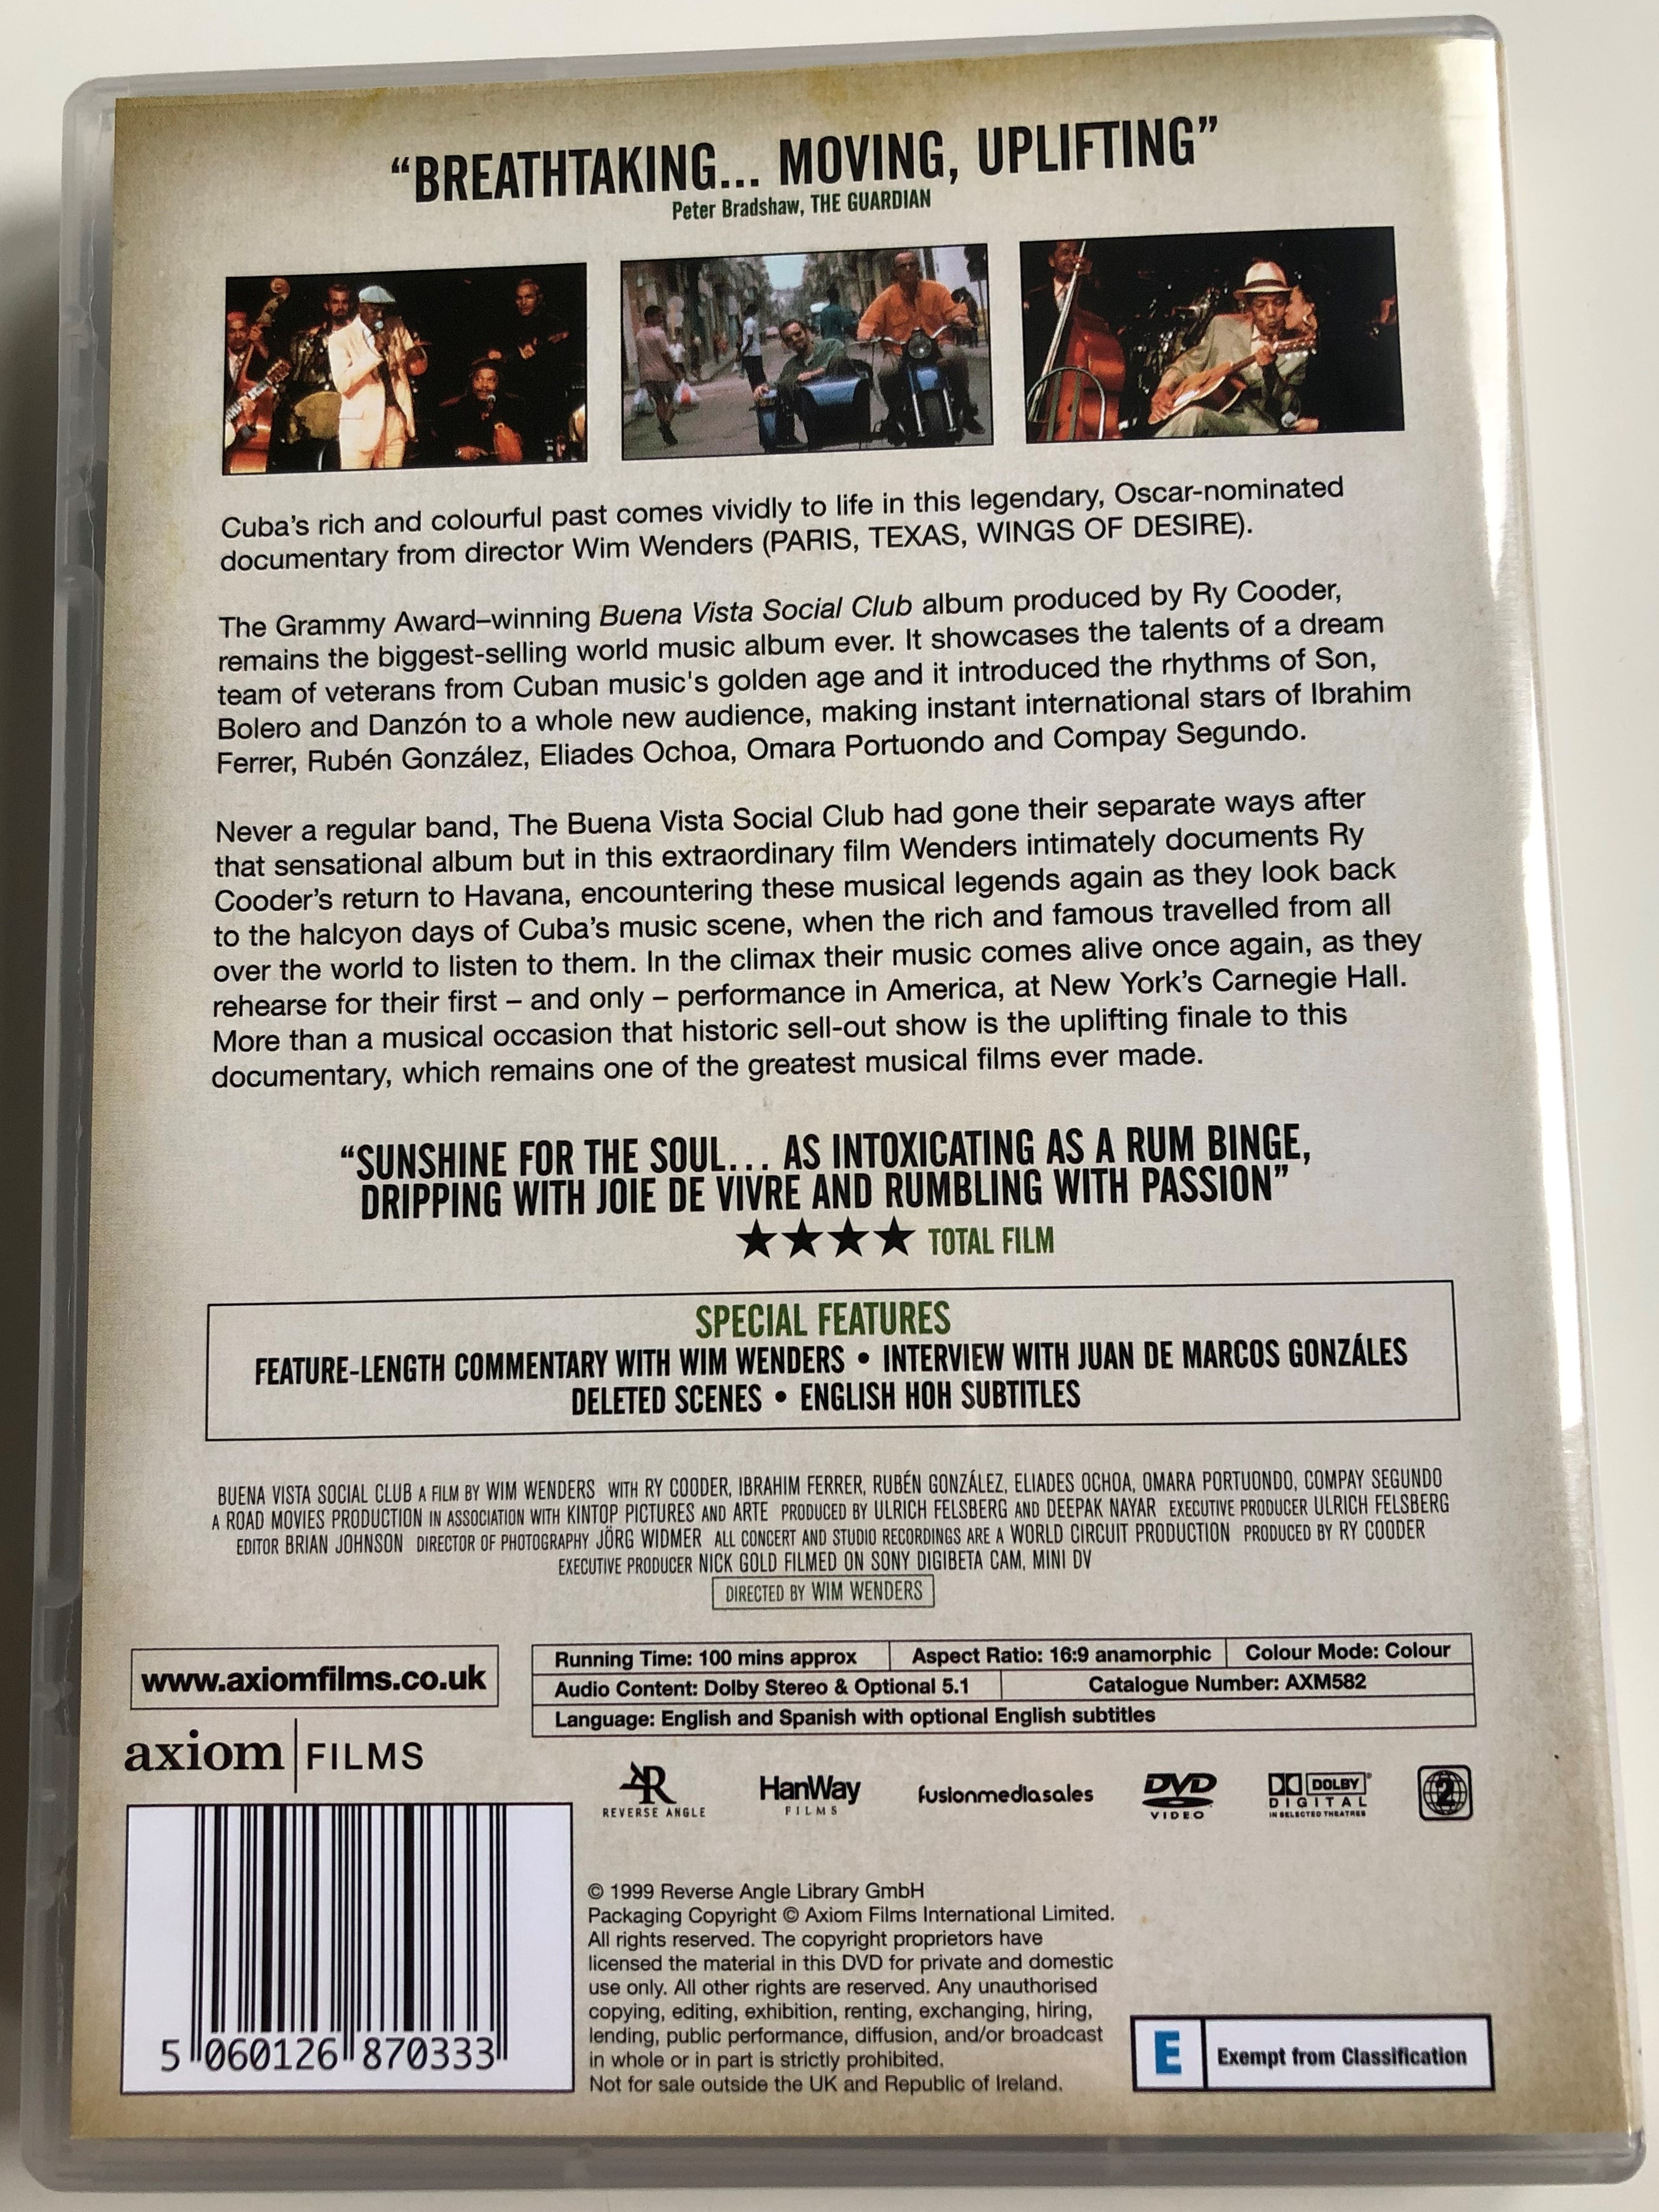 “BREATHTAKING... MOVING, UPLIFTING”
Peter Bradshaw, THE GUARDIAN
Cuba’s rich and colourful past comes vividly to life in this legendary, Oscar-nominated
documentary from director Wim Wenders (PARIS, TEXAS, WINGS OF DESIRE).
The Grammy Award–winning Buena Vista Social Club album produced by Ry Cooder,
remains the biggest-selling world music album ever. It showcases the talents of a dream
team of veterans from Cuban music's golden age and it introduced the rhythms of Son,
Bolero and Danzón to a whole new audience, making instant international stars of Ibrahim
Ferrer, Rubén González, Eliades Ochoa, Omara Portuondo and Compay Segundo.
Never a regular band, The Buena Vista Social Club had gone their separate ways after
that sensational album but in this extraordinary film Wenders intimately documents Ry
Cooder’s return to Havana, encountering these musical legends again as they look back
to the halcyon days of Cuba’s music scene, when the rich and famous travelled from all
over the world to listen to them. In the climax their music comes alive once again, as they
rehearse for their first – and only – performance in America, at New York’s Carnegie Hall.
More than a musical occasion that historic sell-out show is the uplifting finale to this
documentary, which remains one of the greatest musical films ever made.
“SUNSHINE FOR THE SOUL... AS INTOXICATING AS A RUM BINGE,
DRIPPING WITH JOIE DE VIVRE AND RUMBLING WITH PASSION”
★★★★ TOTAL FILM
SPECIAL FEATURES
FEATURE-LENGTH COMMENTARY WITH WIM WENDERS • INTERVIEW WITH JUAN DE MARCOS GONZÁLES
DELETED SCENES • ENGLISH HOH SUBTITLES
BUENA VISTA SOCIAL CLUB A FILM BY WIM WENDERS WITH RY COODER, IBRAHIM FERRER, RUBÉN GONZÁLEZ, ELIADES OCHOA, OMARA PORTUONDO, COMPAY SEGUNDO
A ROAD MOVIES PRODUCTION IN ASSOCIATION WITH KINTOP PICTURES AND ARTE PRODUCED BY ULRICH FELSBERG AND DEEPAK NAYAR EXECUTIVE PRODUCER ULRICH FELSBERG
EDITOR BRIAN JOHNSON DIRECTOR OF PHOTOGRAPHY JÖRG WIDMER ALL CONCERT AND STUDIO RECORDINGS ARE A WORLD CIRCUIT PRODUCTION PRODUCED BY RY COODER
EXECUTIVE PRODUCER NICK GOLD FILMED ON SONY DIGIBETA CAM, MINI DV
DIRECTED BY WIM WENDERS
www.axiomfilms.co.uk
axiom FILMS
Running Time: 100 mins approx Aspect Ratio: 16:9 anamorphic Colour Mode: Colour
Audio Content: Dolby Stereo & Optional 5.1 Catalogue Number: AXM582
Language: English and Spanish with optional English subtitles
AR
REVERSE ANGLE
HanWay
FILMS
fusionmediasales
DVD
VIDEO
DOLBY
DIGITAL
IN SELECTED THEATRES
2
© 1999 Reverse Angle Library GmbH
Packaging Copyright © Axiom Films International Limited.
All rights reserved. The copyright proprietors have
licensed the material in this DVD for private and domestic
use only. All other rights are reserved. Any unauthorised
copying, editing, exhibition, renting, exchanging, hiring,
lending, public performance, diffusion, and/or broadcast
in whole or in part is strictly prohibited.
Not for sale outside the UK and Republic of Ireland.
5 060126 870333
E Exempt from Classification